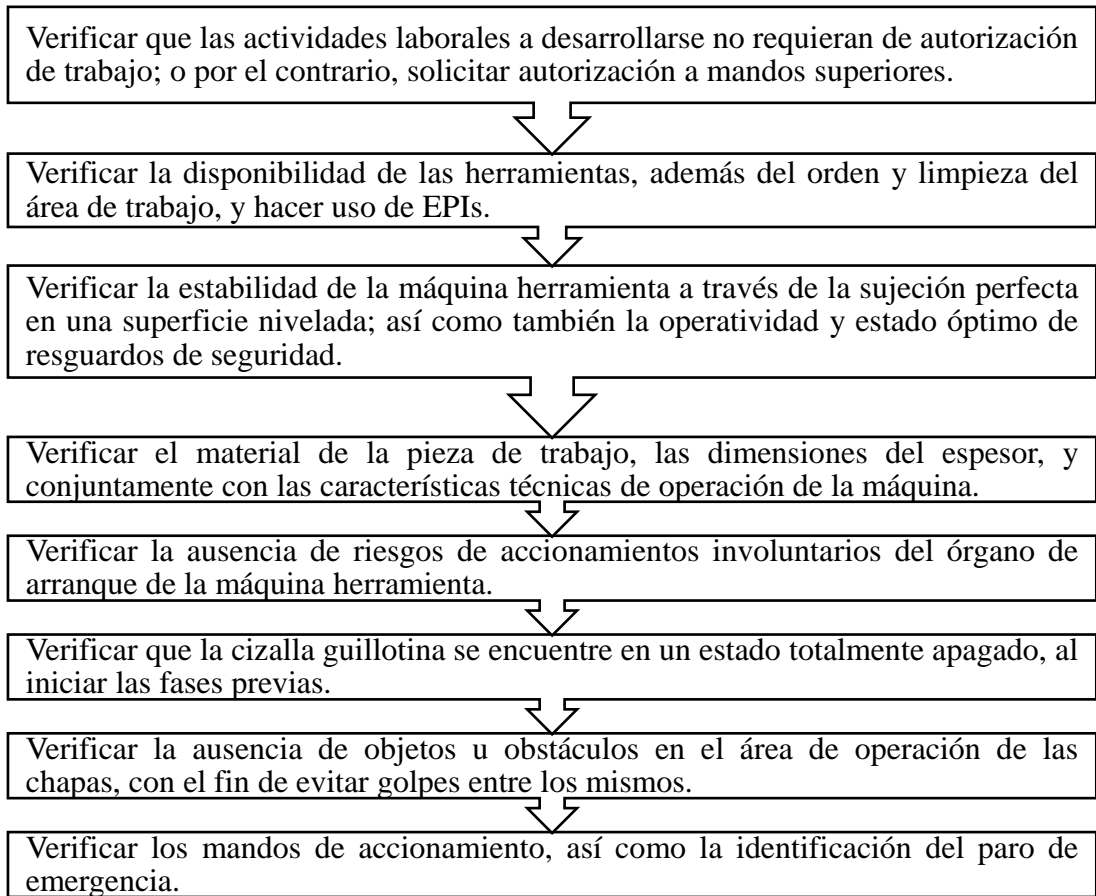 Verificar que las actividades laborales a desarrollarse no requieran de autorización
de trabajo; o por el contrario, solicitar autorización a mandos superiores.
Verificar la disponibilidad de las herramientas, además del orden y limpieza del
área de trabajo, y hacer uso de EPIs.
Verificar la estabilidad de la máquina herramienta a través de la sujeción perfecta
en una superficie nivelada; así como también la operatividad y estado óptimo de
resguardos de seguridad.
Verificar el material de la pieza de trabajo, las dimensiones del espesor, y
conjuntamente con las características técnicas de operación de la máquina.
Verificar la ausencia de riesgos de accionamientos involuntarios del órgano de
arranque de la máquina herramienta.
Verificar que la cizalla guillotina se encuentre en un estado totalmente apagado, al
iniciar las fases previas.
Verificar la ausencia de objetos u obstáculos en el área de operación de las
chapas, con el fin de evitar golpes entre los mismos.
Verificar los mandos de accionamiento, así como la identificación del paro de
emergencia.